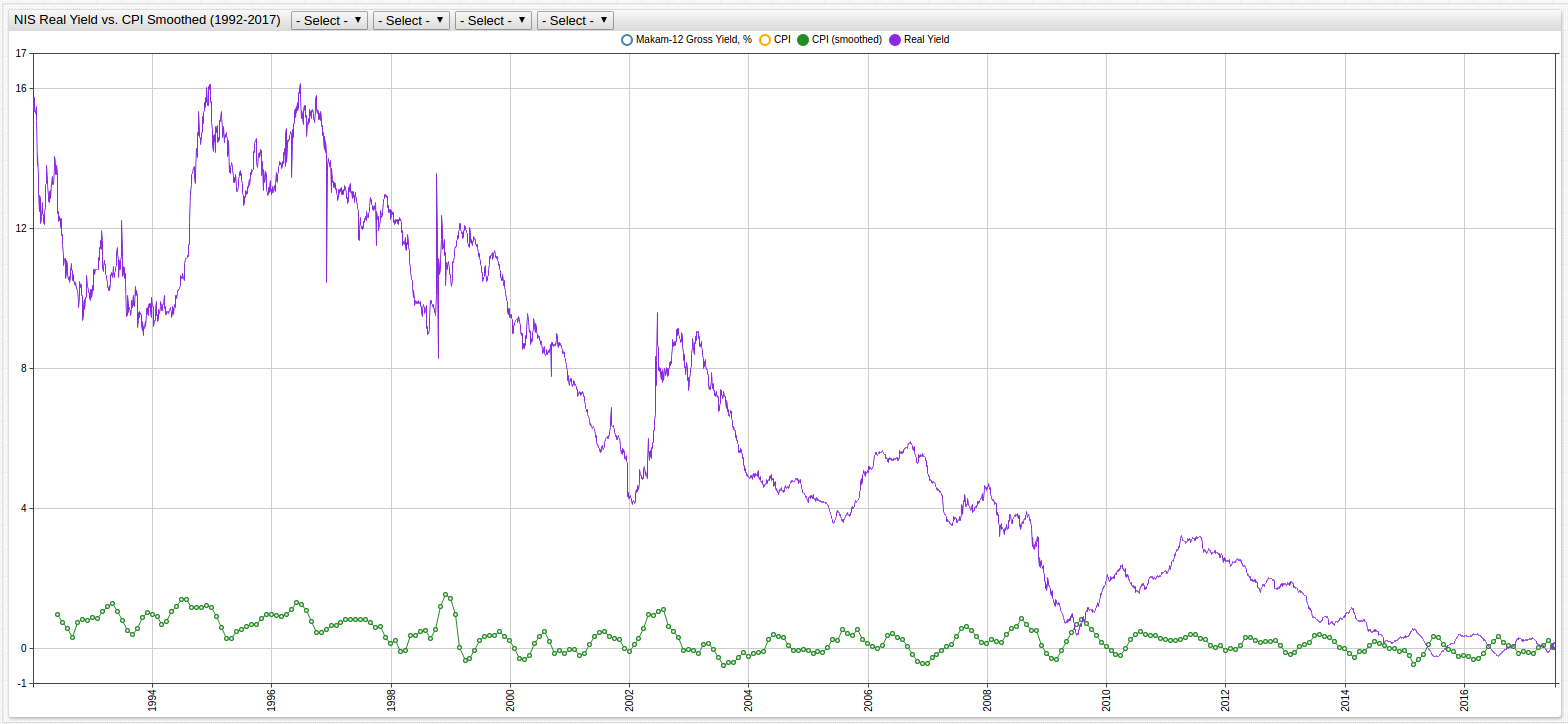 NIS Real Yield vs. CPI Smoothed (1992-2017) - Select - - Select - - Select - - Select -
Makam-12 Gross Yield, % CPI CPI (smoothed) Real Yield
17
16
12
8
4
0
-1
1994 1996 1998 2000 2002 2004 2006 2008 2010 2012 2014 2016